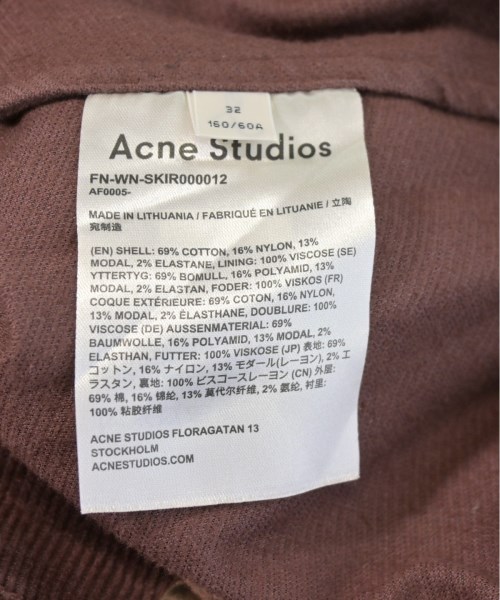 32
160/60A
Acne Studios
FN-WN-SKIR000012
AF0005-
MADE IN LITHUANIA / FABRIQUÉ EN LITUANIE / 立陶
宛制造
(EN) SHELL: 69% COTTON, 16% NYLON, 13%
MODAL, 2% ELASTANE, LINING: 100% VISCOSE (SE)
YTTERTYG: 69% BOMULL, 16% POLYAMID, 13%
MODAL, 2% ELASTAN, FODER: 100% VISKOS (FR)
COQUE EXTÉRIEURE: 69% COTON, 16% NYLON,
13% MODAL, 2% ÉLASTHANE, DOUBLURE: 100%
VISCOSE (DE) AUSSENMATERIAL: 69%
BAUMWOLLE, 16% POLYAMID, 13% MODAL, 2%
ELASTHAN, FUTTER: 100% VISKOSE (JP) 表地: 69%
コットン, 16% ナイロン, 13% モダール(レーヨン), 2% エ
ラスタン, 裏地: 100% ビスコースレーヨン (CN) 外层:
69% 棉, 16% 锦纶, 13% 莫代尔纤维, 2% 氨纶, 衬里:
100% 粘胶纤维
ACNE STUDIOS FLORAGATAN 13
STOCKHOLM
ACNESTUDIOS.COM